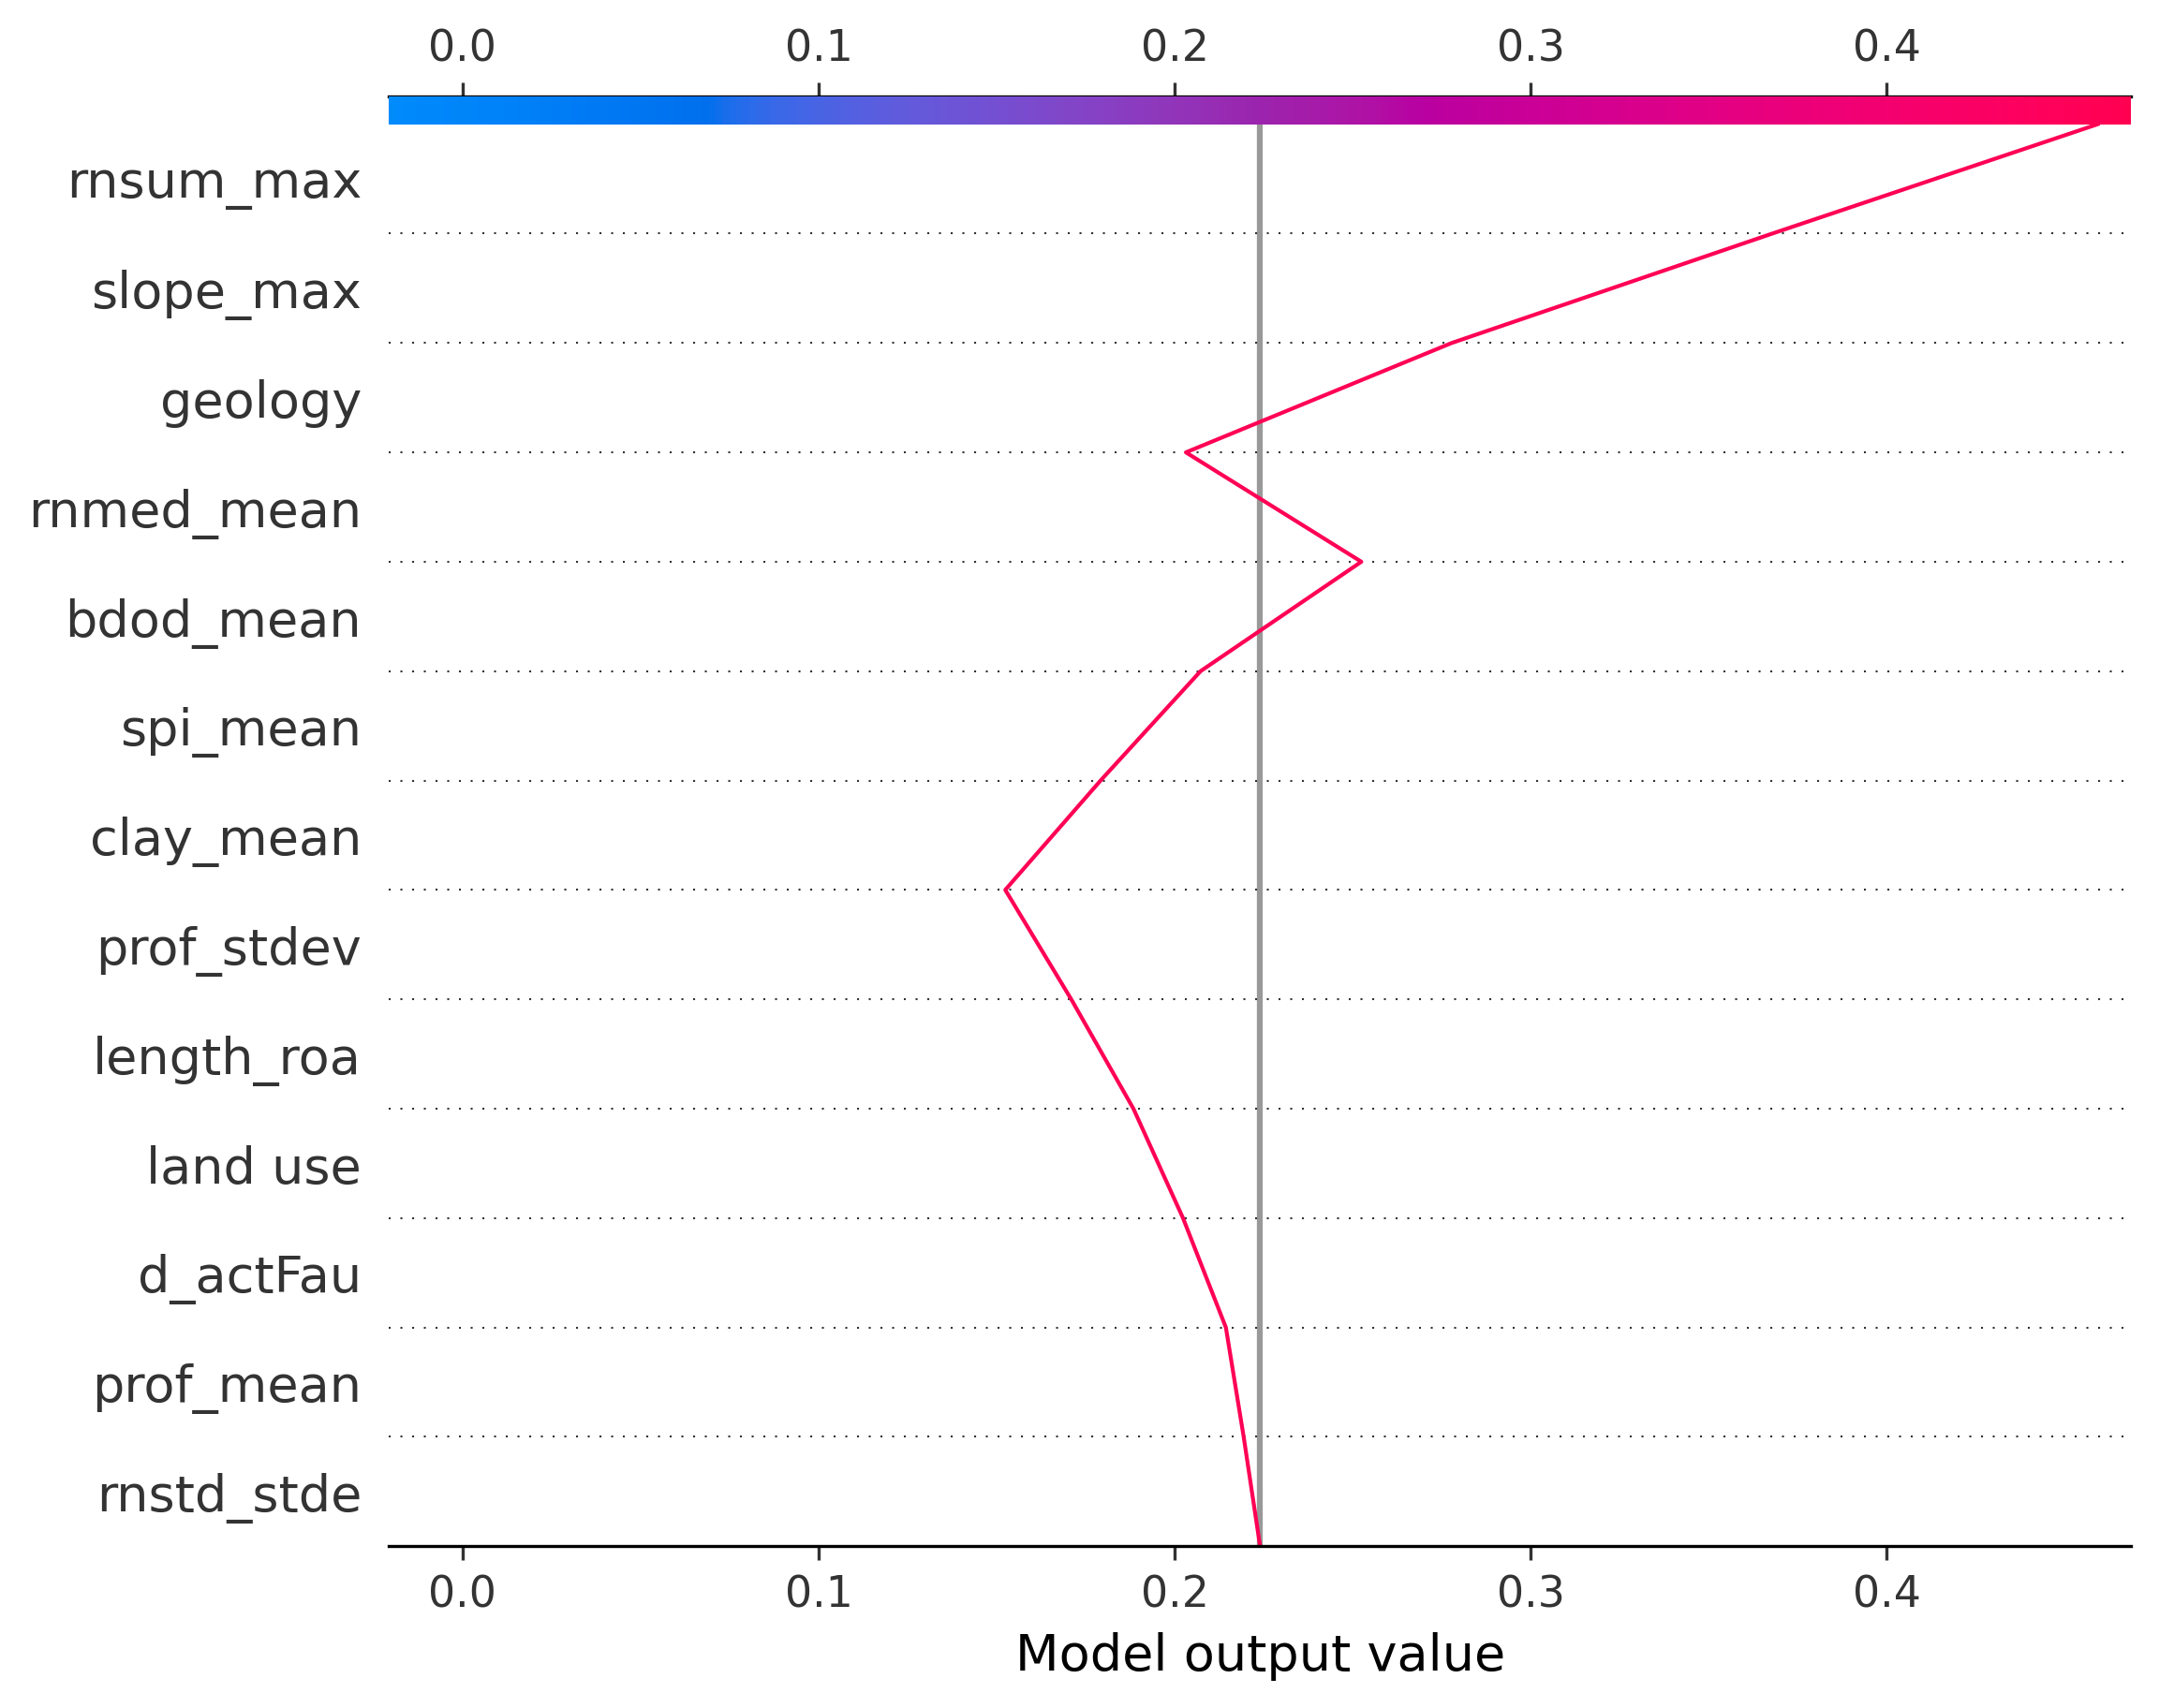 0.0 0.1 0.2 0.3 0.4
rnsum_max
slope_max
geology
rnmed_mean
bdod_mean
spi_mean
clay_mean
prof_stdev
length_roa
land use
d_actFau
prof_mean
rnstd_stde
0.0 0.1 0.2 0.3 0.4
Model output value